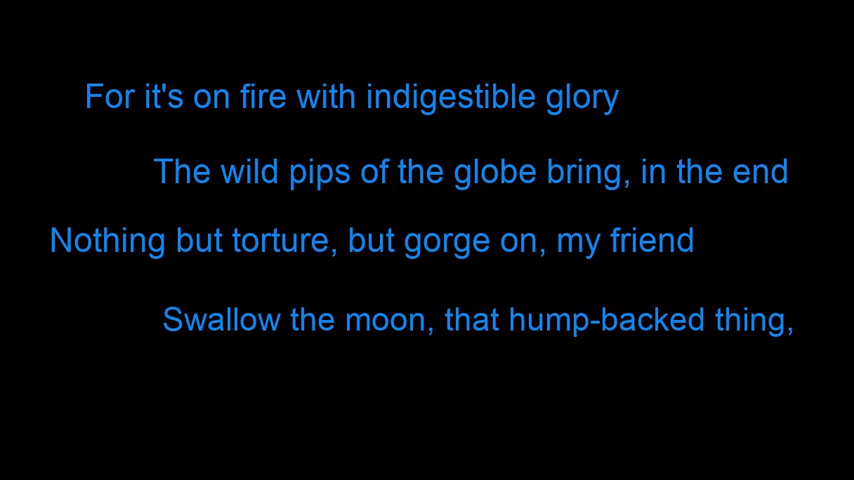 For it's on fire with indigestible glory
The wild pips of the globe bring, in the end
Nothing but torture, but gorge on, my friend
Swallow the moon, that hump-backed thing,